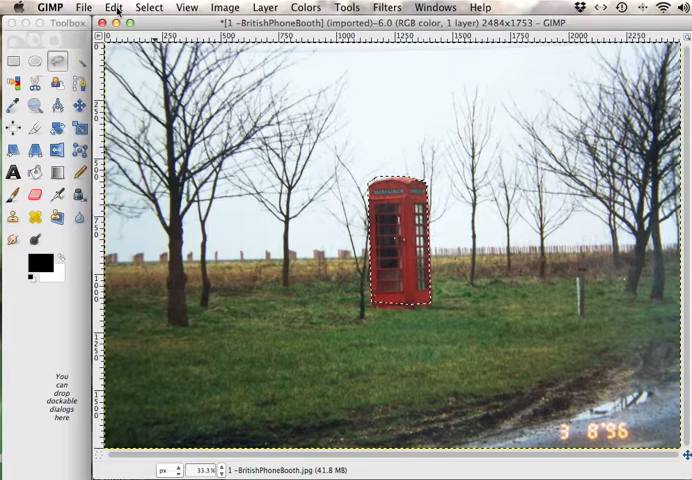 GIMP File Edit Select View Image Layer Colors Tools Filters Windows Help
Toolbox
*[1 -BritishPhoneBooth] (imported)-6.0 (RGB color, 1 layer) 2484x1753 – GIMP
0 250 500 750 1000 1250 1500 1750 2000 2250
You
can
drop
dockable
dialogs
here
3 8'96
px 33.3% 1 -BritishPhoneBooth.jpg (41.8 MB)